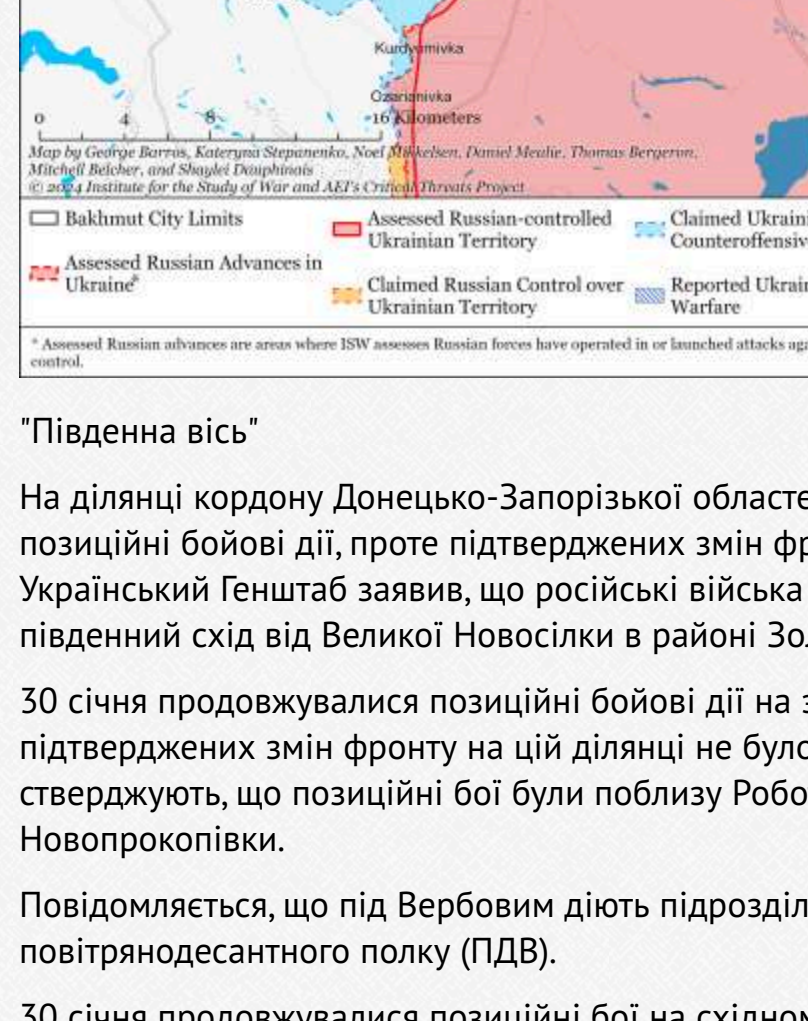 Kurdyumivka
Ozarianivka
0 4 8 16 Kilometers
Map by George Barros, Kateryna Stepanenko, Noel Mikkelsen, Daniel Mealie, Thomas Bergeron,
Mitchell Belcher, and Shaylei Dauphinais
© 2024 Institute for the Study of War and AEI's Critical Threats Project
Bakhmut City Limits
Assessed Russian Advances in
Ukraine*
Assessed Russian-controlled
Ukrainian Territory
Claimed Russian Control over
Ukrainian Territory
Claimed Ukraini
Counteroffensiv
Reported Ukrain
Warfare
* Assessed Russian advances are areas where ISW assesses Russian forces have operated in or launched attacks aga
control.
"Південна вісь"
На ділянці кордону Донецько-Запорізької областе
позиційні бойові дії, проте підтверджених змін фр
Український Генштаб заявив, що російські війська
південний схід від Великої Новосілки в районі Зол
30 січня продовжувалися позиційні бойові дії на з
підтверджених змін фронту на цій ділянці не було
стверджують, що позиційні бої були поблизу Робо
Новопрокопівки.
Повідомляється, що під Вербовим діють підрозділ
повітрянодесантного полку (ПДВ).
30 січня продовжувалися позиційні бої на східном